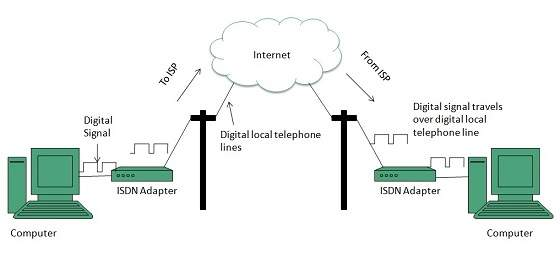 Internet
To ISP
From ISP
Digital
Signal
Digital local telephone
lines
Digital signal travels
over digital local
telephone line
ISDN Adapter
ISDN Adapter
Computer
Computer